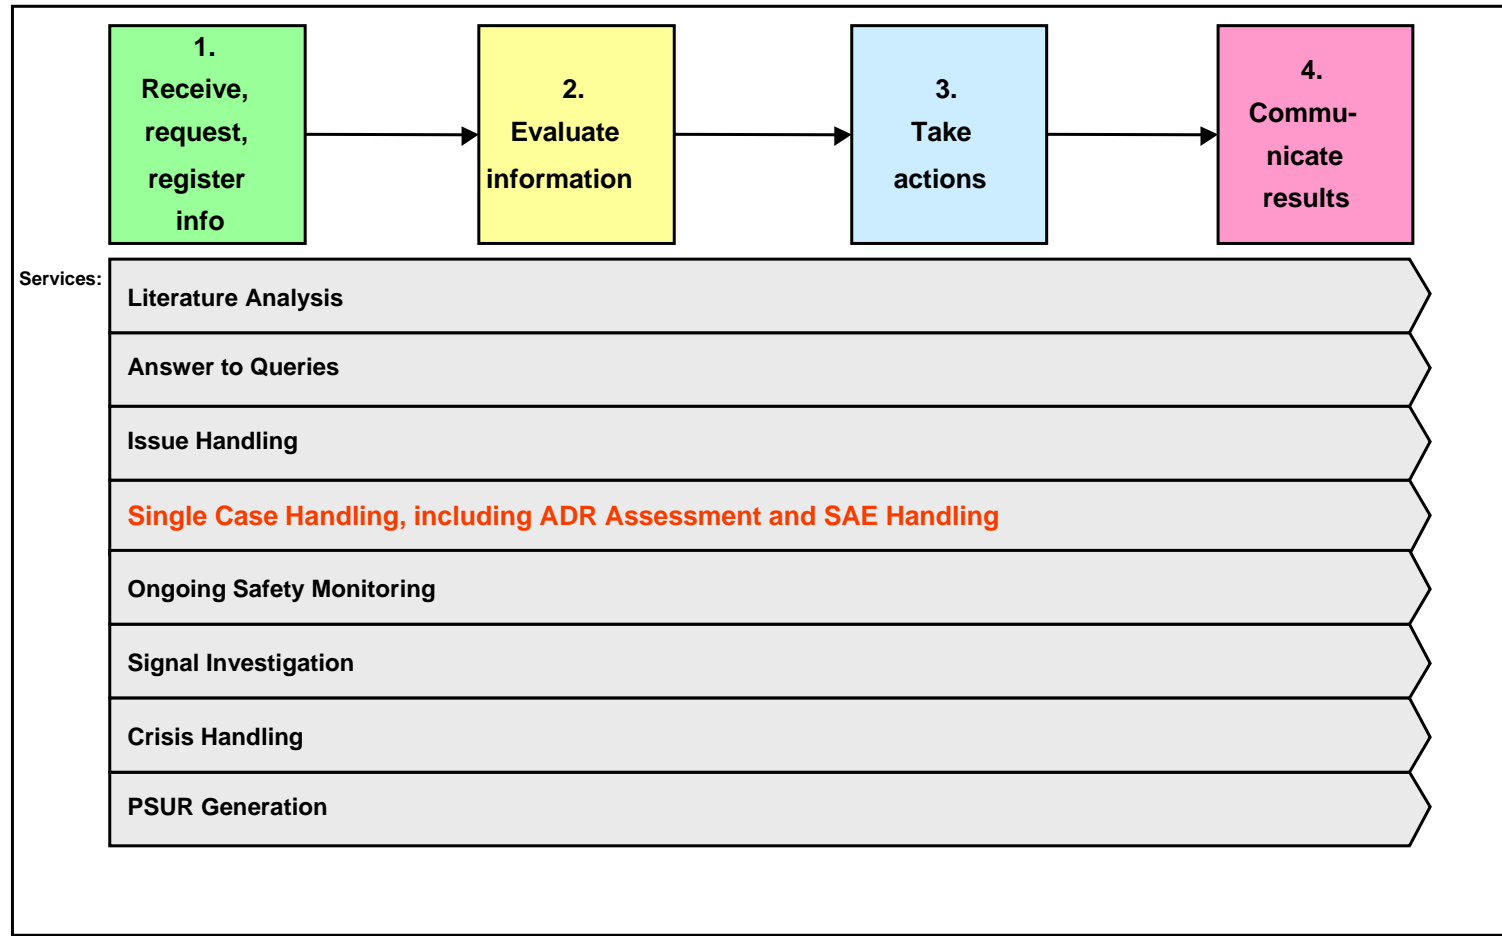 1.
Receive,
request,
register
info
2.
Evaluate
information
3.
Take
actions
4.
Commu-
nicate
results
Services:
Literature Analysis
Answer to Queries
Issue Handling
Single Case Handling, including ADR Assessment and SAE Handling
Ongoing Safety Monitoring
Signal Investigation
Crisis Handling
PSUR Generation